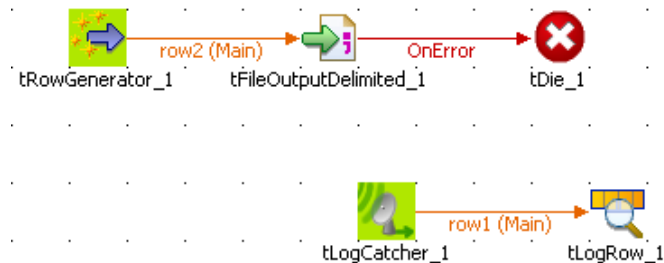 row2 (Main)
OnError
tRowGenerator_1
tFileOutputDelimited_1
tDie_1
row1 (Main)
tLogCatcher_1
tLogRow_1